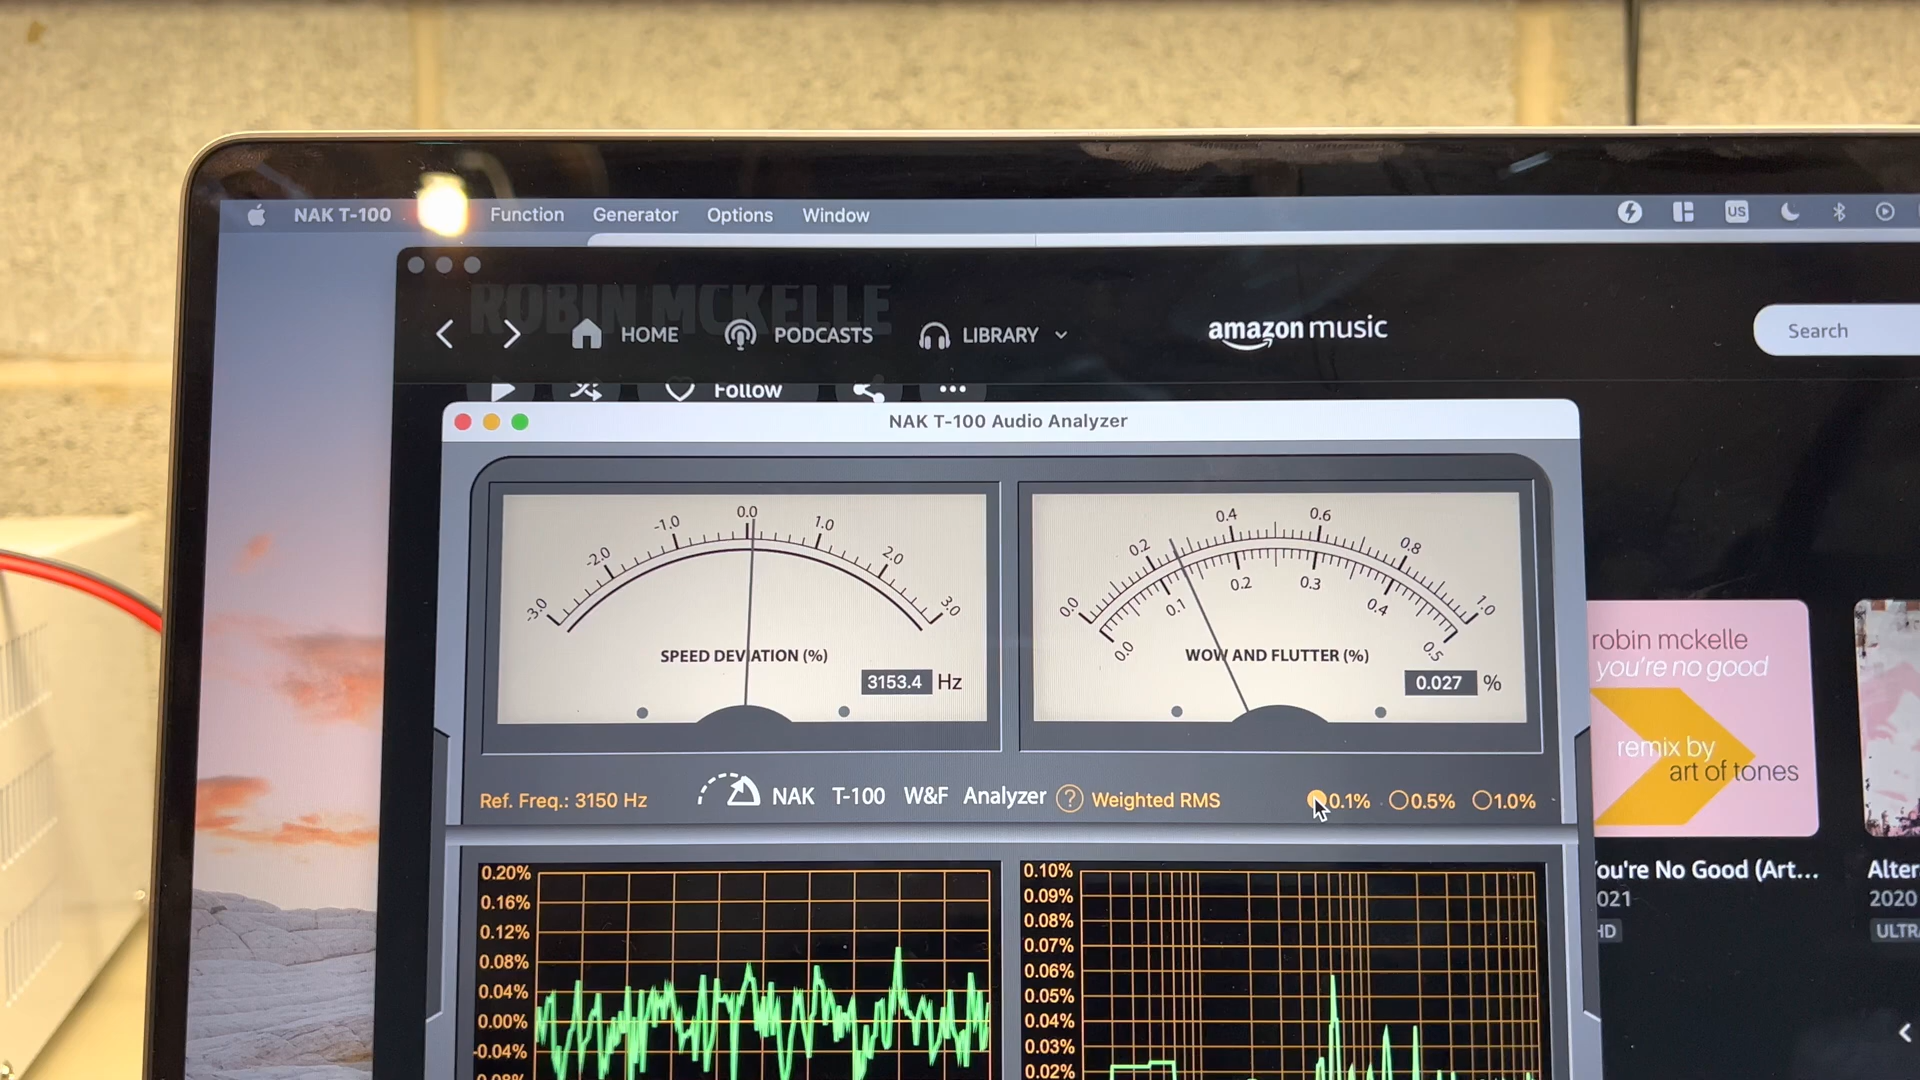 NAK T-100 Function Generator Options Window US
ROBIN MCKELLE
HOME PODCASTS LIBRARY amazon music Search
Follow
NAK T-100 Audio Analyzer
-3.0 -2.0 -1.0 0.0 1.0 2.0 3.0
SPEED DEVIATION (%)
3153.4 Hz
0.0 0.2 0.4 0.6 0.8 1.0
0.0 0.1 0.2 0.3 0.4 0.5
WOW AND FLUTTER (%)
0.027 %
Ref. Freq.: 3150 Hz NAK T-100 W&F Analyzer ? Weighted RMS 0.1% 0.5% 1.0%
0.20%
0.16%
0.12%
0.08%
0.04%
0.00%
-0.04%
0.10%
0.09%
0.08%
0.07%
0.06%
0.05%
0.04%
0.03%
0.02%
robin mckelle
you're no good
remix by
art of tones
ou're No Good (Art...
021
HD
Alter
2020
ULTR